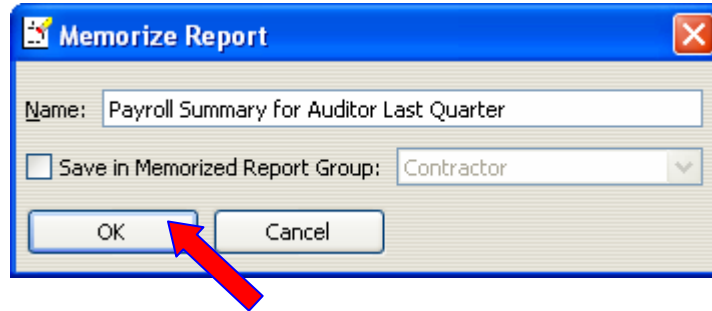 Memorize Report
Name: Payroll Summary for Auditor Last Quarter
Save in Memorized Report Group: Contractor
OK Cancel